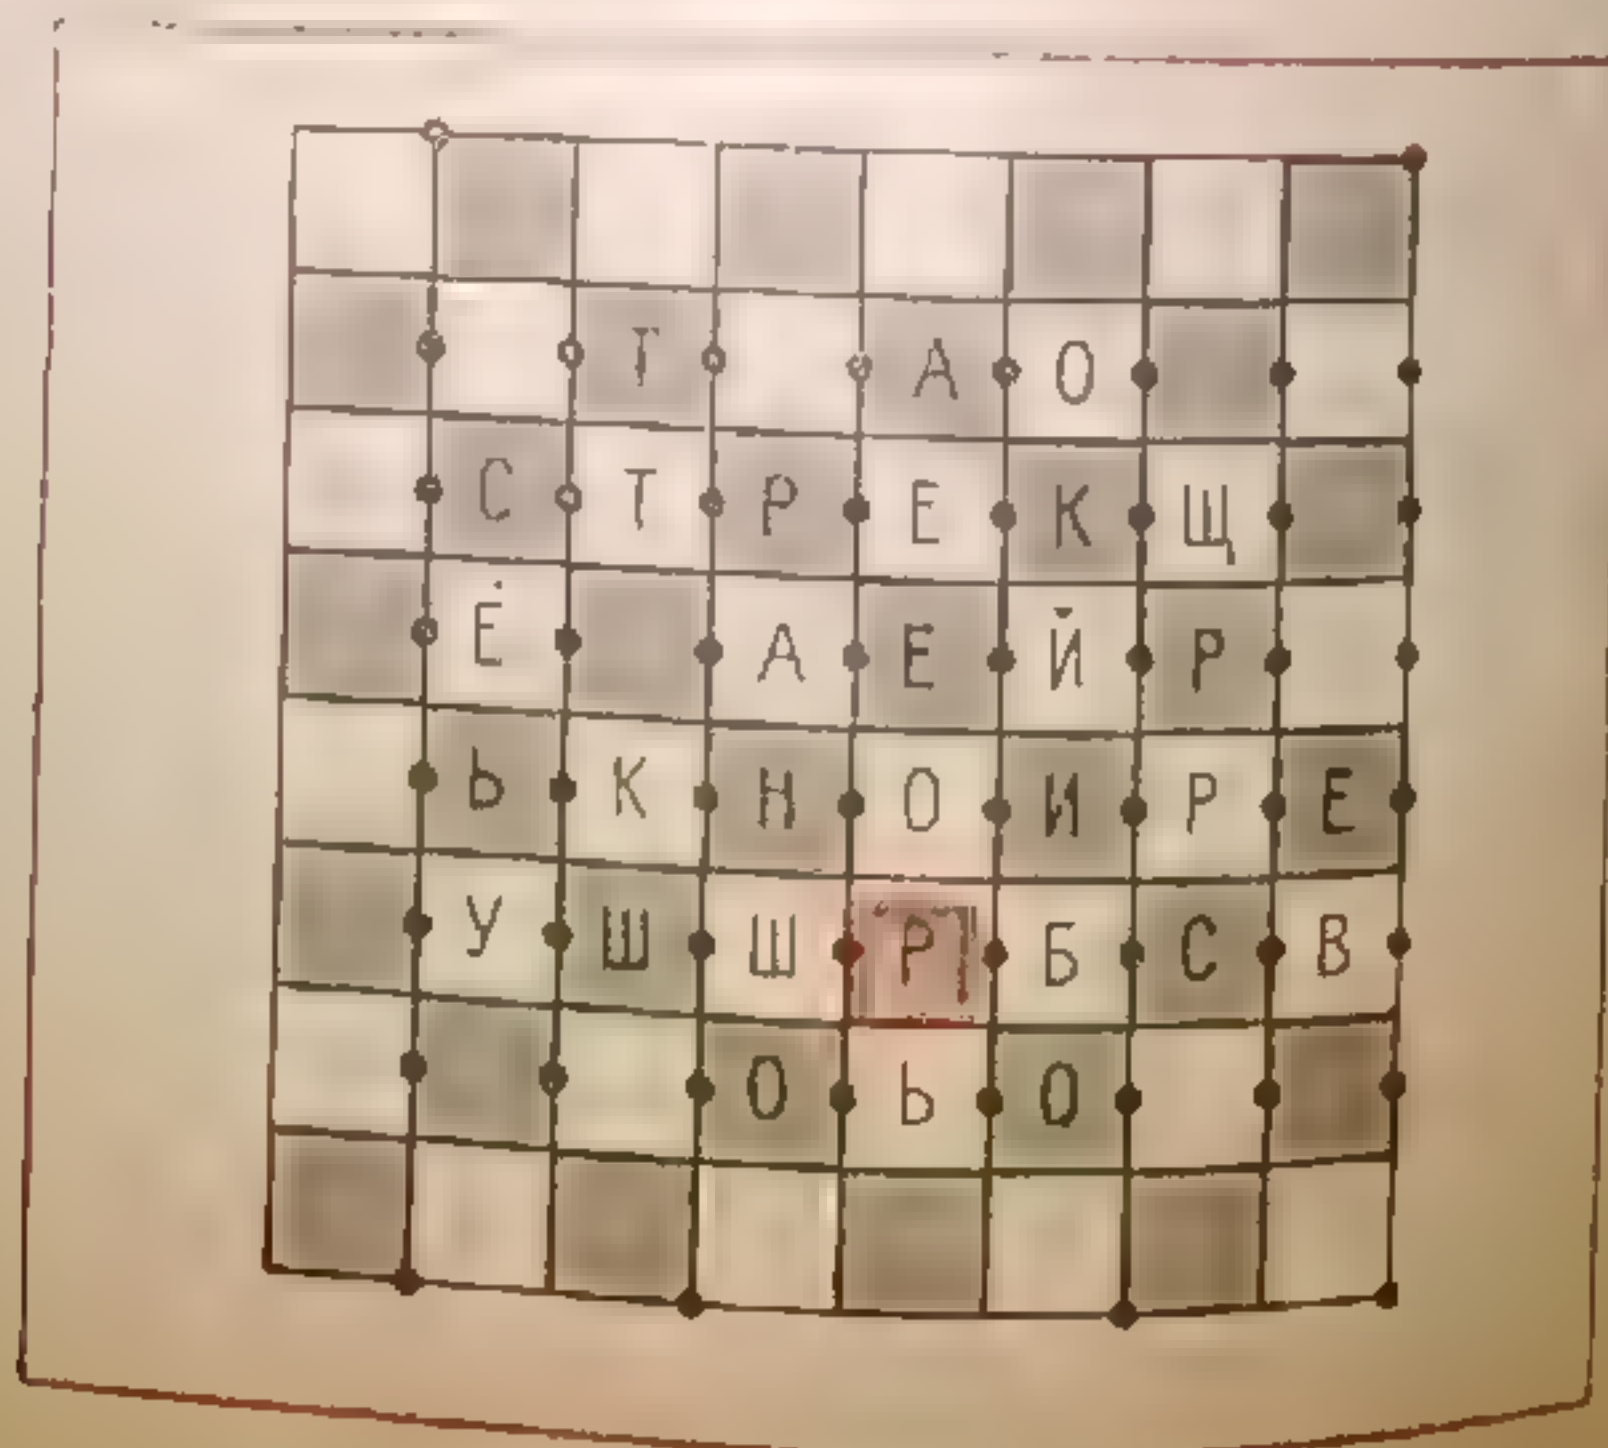 Т А О
С Т Р Е К Щ
Ё А Е Й Р
Ь К Н О И Р Е
У Ш Ш Р Б С В
О Ь О